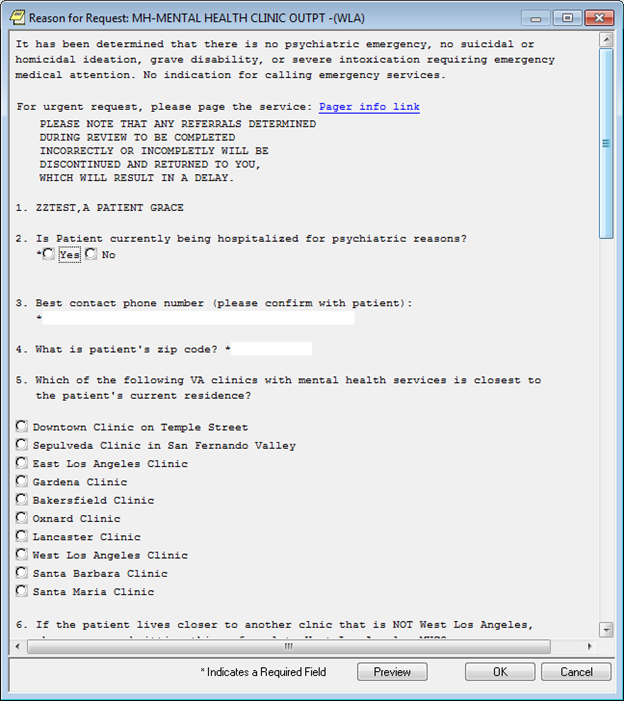 Reason for Request: MH-MENTAL HEALTH CLINIC OUTPT -(WLA)
It has been determined that there is no psychiatric emergency, no suicidal or
homicidal ideation, grave disability, or severe intoxication requiring emergency
medical attention. No indication for calling emergency services.
For urgent request, please page the service: Pager info link
PLEASE NOTE THAT ANY REFERRALS DETERMINED
DURING REVIEW TO BE COMPLETED
INCORRECTLY OR INCOMPLETLY WILL BE
DISCONTINUED AND RETURNED TO YOU,
WHICH WILL RESULT IN A DELAY.
1. ZZTEST,A PATIENT GRACE
2. Is Patient currently being hospitalized for psychiatric reasons?
* Yes No
3. Best contact phone number (please confirm with patient):
*
4. What is patient's zip code? *
5. Which of the following VA clinics with mental health services is closest to
the patient's current residence?
Downtown Clinic on Temple Street
Sepulveda Clinic in San Fernando Valley
East Los Angeles Clinic
Gardena Clinic
Bakersfield Clinic
Oxnard Clinic
Lancaster Clinic
West Los Angeles Clinic
Santa Barbara Clinic
Santa Maria Clinic
6. If the patient lives closer to another clnic that is NOT West Los Angeles,
* Indicates a Required Field
Preview
OK
Cancel